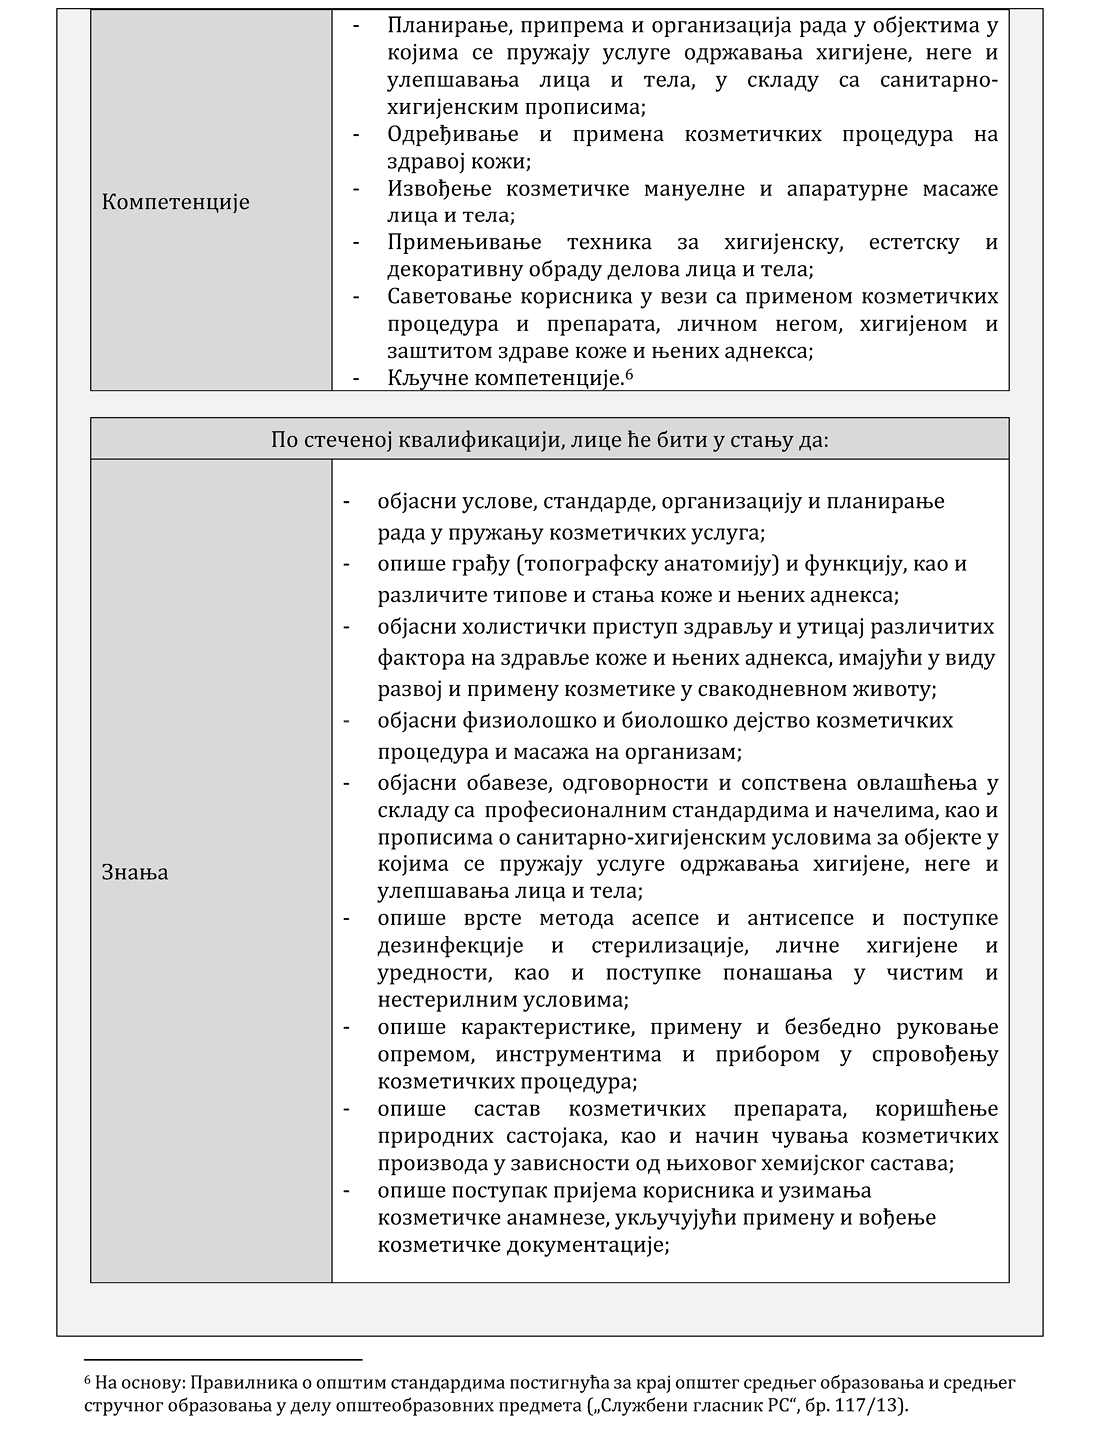 Компетенције
- Планирање, припрема и организација рада у објектима у
којима се пружају услуге одржавања хигијене, неге и
улепшавања лица и тела, у складу са санитарно-
хигијенским прописима;
- Одређивање и примена козметичких процедура на
здравој кожи;
- Извођење козметичке мануелне и апаратурне масаже
лица и тела;
- Примењивање техника за хигијенску, естетску и
декоративну обраду делова лица и тела;
- Саветовање корисника у вези са применом козметичких
процедура и препарата, личном негом, хигијеном и
заштитом здраве коже и њених аднекса;
- Кључне компетенције.⁶
По стеченој квалификацији, лице ће бити у стању да:
Знања
- објасни услове, стандарде, организацију и планирање
рада у пружању козметичких услуга;
- опише грађу (топографску анатомију) и функцију, као и
различите типове и стања коже и њених аднекса;
- објасни холистички приступ здрављу и утицај различитих
фактора на здравље коже и њених аднекса, имајући у виду
развој и примену козметике у свакодневном животу;
- објасни физиолошко и биолошко дејство козметичких
процедура и масажа на организам;
- објасни обавезе, одговорности и сопствена овлашћења у
складу са професионалним стандардима и начелима, као и
прописима о санитарно-хигијенским условима за објекте у
којима се пружају услуге одржавања хигијене, неге и
улепшавања лица и тела;
- опише врсте метода асепсе и антисепсе и поступке
дезинфекције и стерилизације, личне хигијене и
уредности, као и поступке понашања у чистим и
нестерилним условима;
- опише карактеристике, примену и безбедно руковање
опремом, инструментима и прибором у спровођењу
козметичких процедура;
- опише састав козметичких препарата, коришћење
природних састојака, као и начин чувања козметичких
производа у зависности од њиховог хемијског састава;
- опише поступак пријема корисника и узимања
козметичке анамнезе, укључујући примену и вођење
козметичке документације;
⁶ На основу: Правилника о општим стандардима постигнућа за крај општег средњег образовања и средњег
стручног образовања у делу општеобразовних предмета („Службени гласник РС“, бр. 117/13).